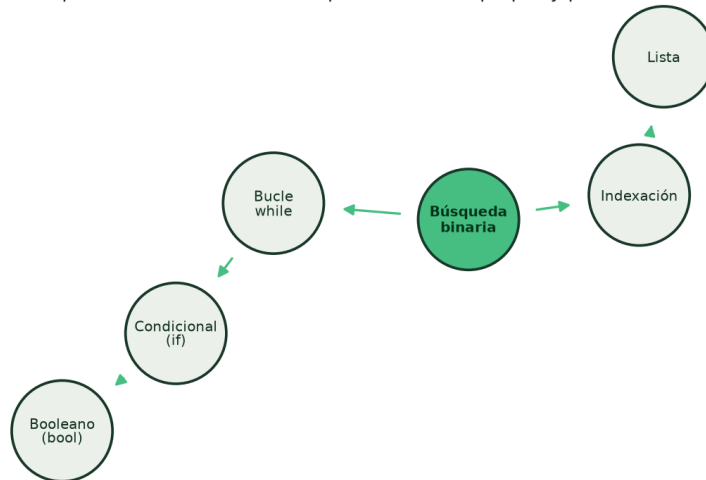 Lista
Bucle
while
Búsqueda
binaria
Indexación
Condicional
(if)
Booleano
(bool)